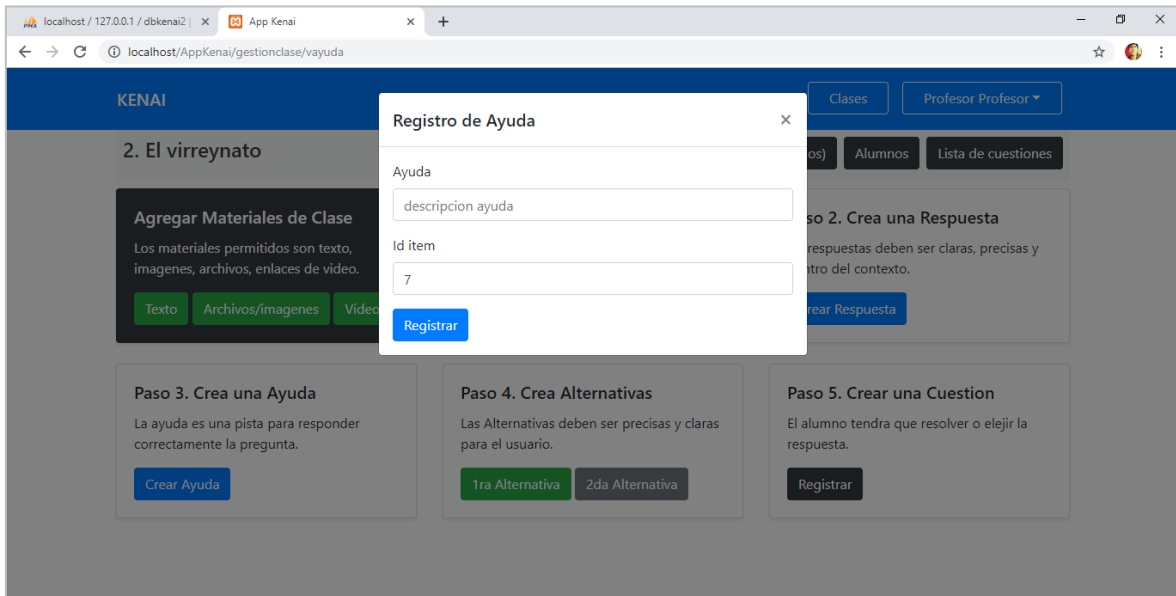 localhost / 127.0.0.1 / dbkenai2 |
App Kenai
localhost/AppKenai/gestionclase/vayuda
KENAI
Clases
Profesor Profesor
Registro de Ayuda
Ayuda
descripcion ayuda
Id item
7
Registrar
2. El virreynato
os)
Alumnos
Lista de cuestiones
Agregar Materiales de Clase
Los materiales permitidos son texto,
imagenes, archivos, enlaces de video.
Texto
Archivos/imagenes
Video
so 2. Crea una Respuesta
respuestas deben ser claras, precisas y
tro del contexto.
rear Respuesta
Paso 3. Crea una Ayuda
La ayuda es una pista para responder
correctamente la pregunta.
Crear Ayuda
Paso 4. Crea Alternativas
Las Alternativas deben ser precisas y claras
para el usuario.
1ra Alternativa
2da Alternativa
Paso 5. Crear una Cuestion
El alumno tendra que resolver o elejir la
respuesta.
Registrar